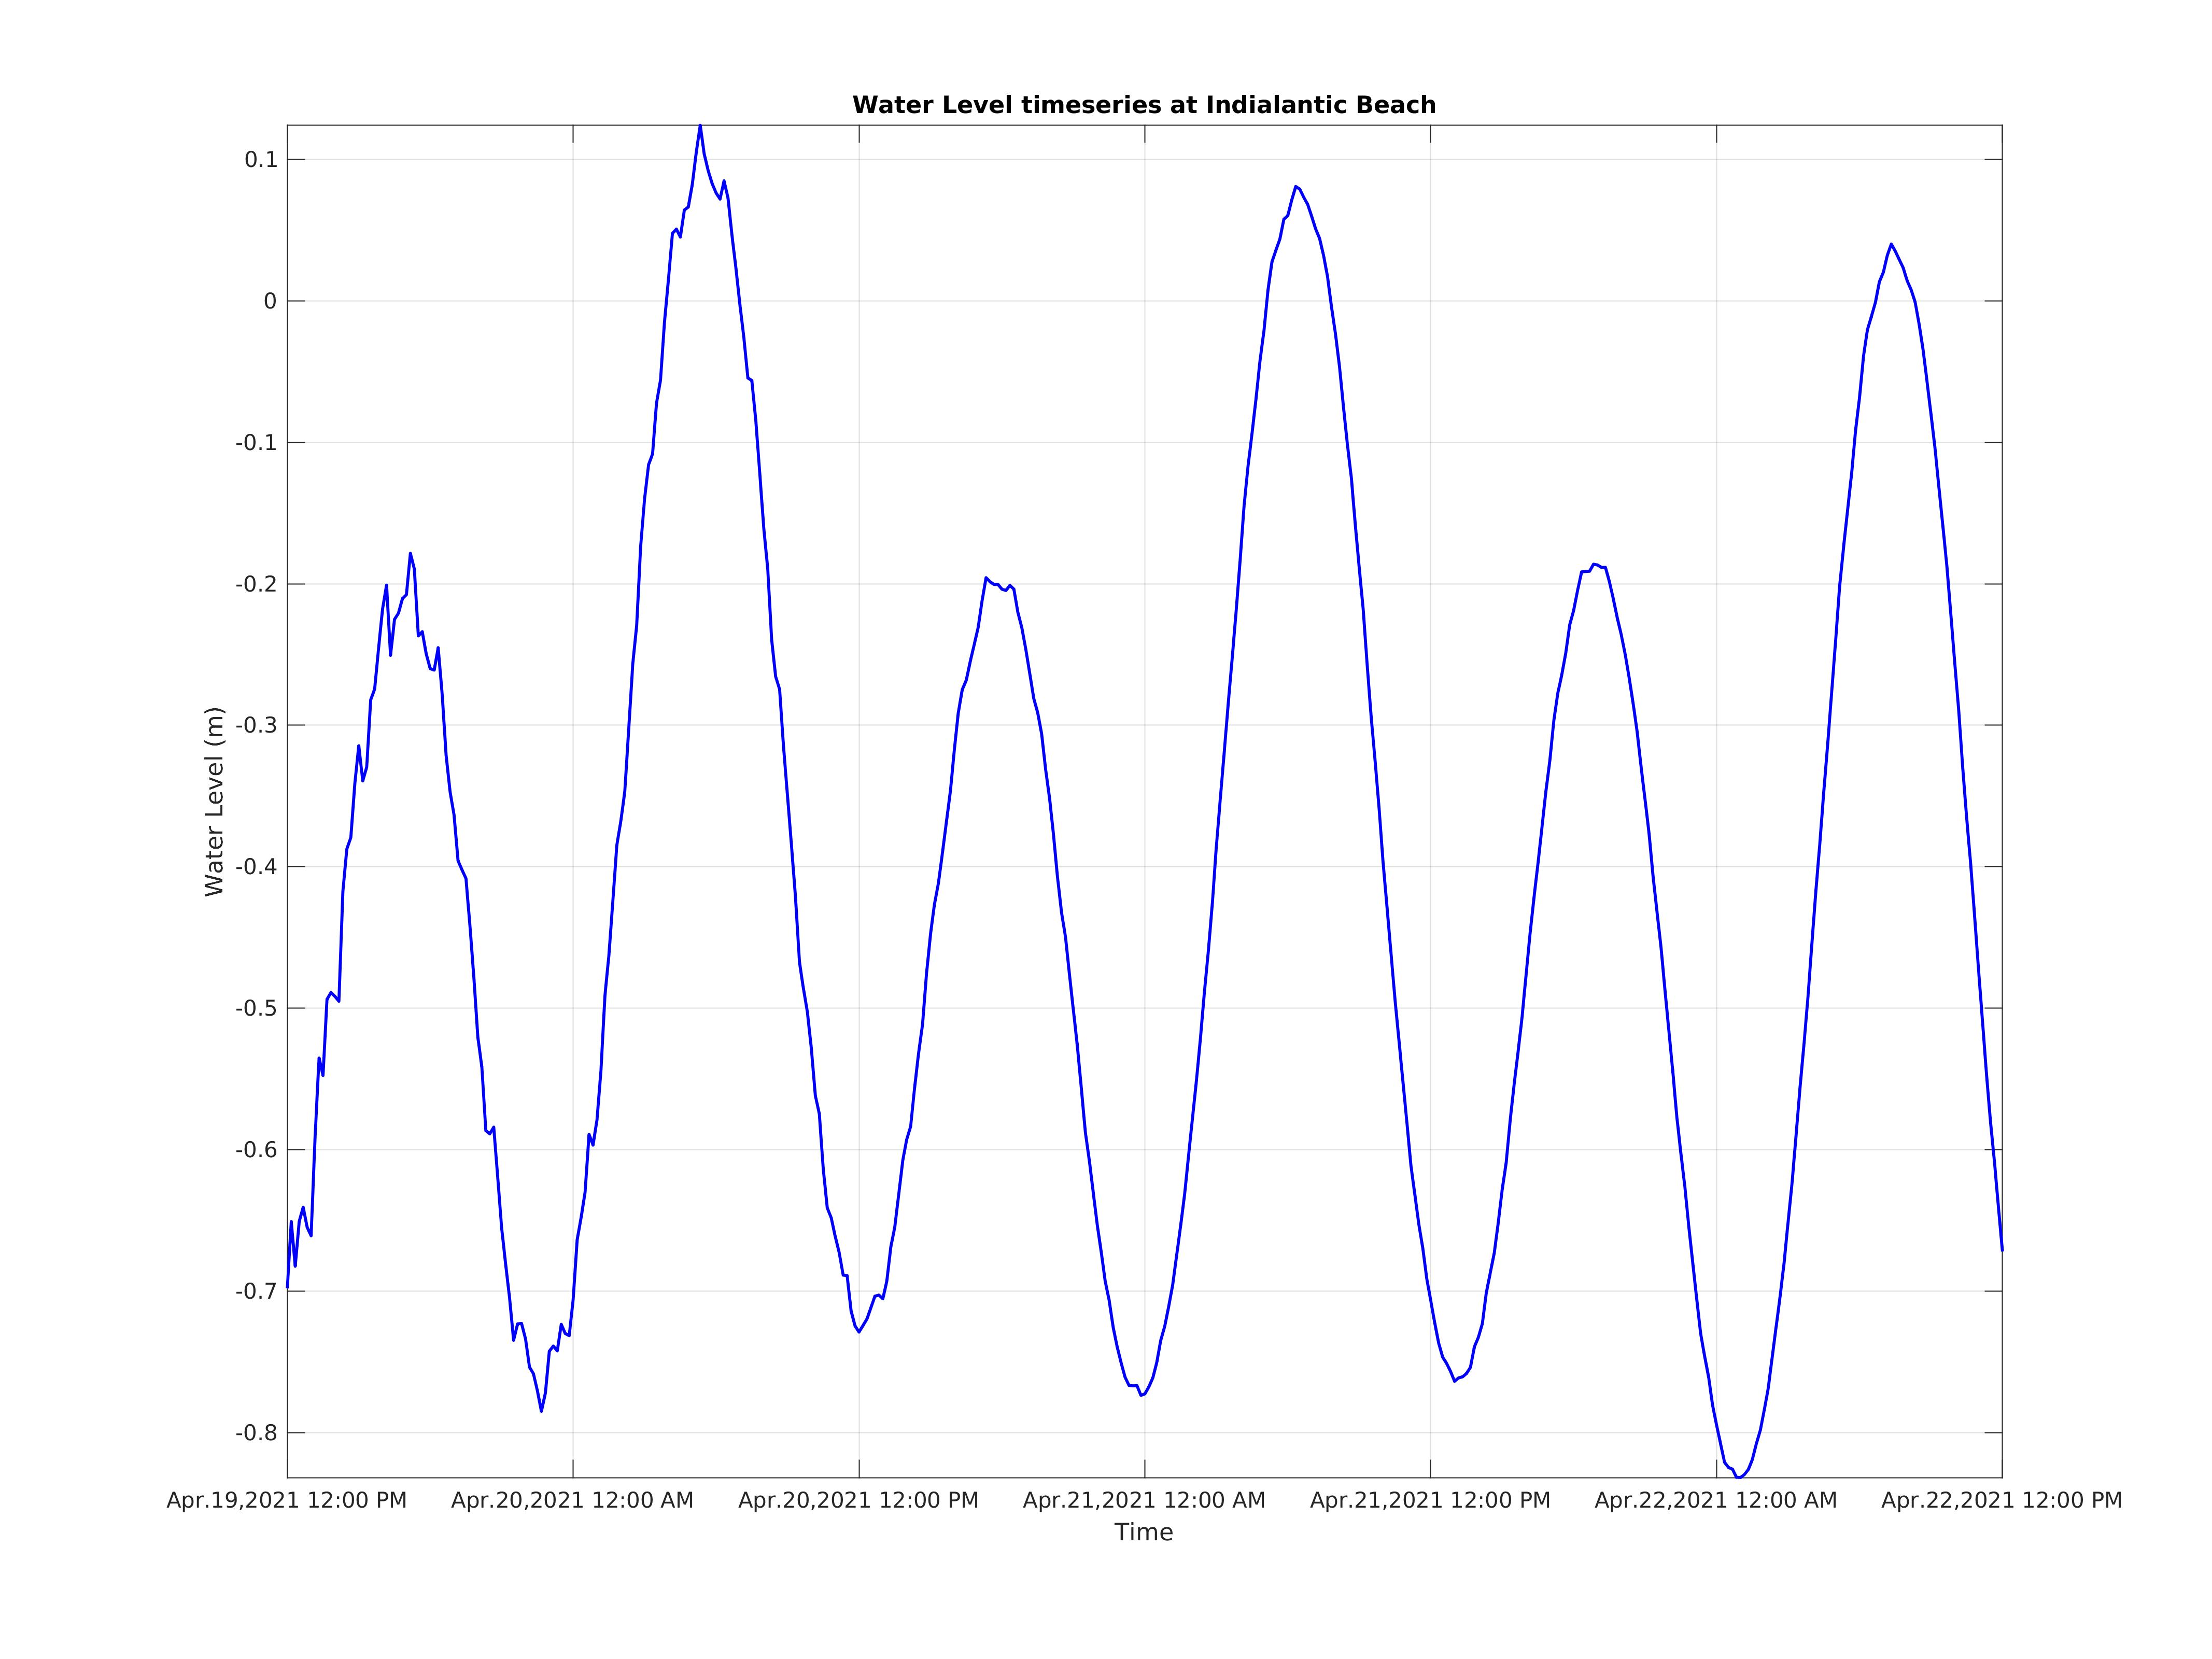 Water Level timeseries at Indialantic Beach
0.1
0
-0.1
-0.2
-0.3
-0.4
-0.5
-0.6
-0.7
-0.8
Water Level (m)
Apr.19,2021 12:00 PM
Apr.20,2021 12:00 AM
Apr.20,2021 12:00 PM
Apr.21,2021 12:00 AM
Apr.21,2021 12:00 PM
Apr.22,2021 12:00 AM
Apr.22,2021 12:00 PM
Time